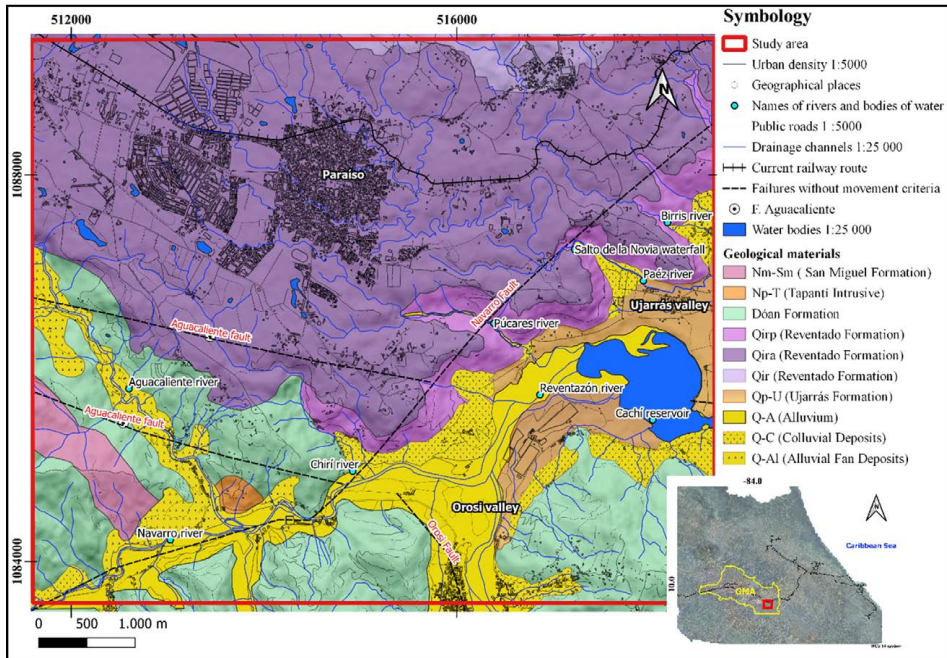 512000
516000
1088000
1084000
Paraiso
Birris river
Salto de la Novia waterfall
Paéz river
Ujarrás valley
Navarro Fault
Púcares river
Aguacaliente fault
Aguacaliente river
Reventazón river
Aguacaliente fault
Cachí reservoir
Chirí river
Orosi valley
Navarro river
Orosi Fault
0 500 1.000 m
Symbology
Study area
Urban density 1:5000
Geographical places
Names of rivers and bodies of water
Public roads 1 :5000
Drainage channels 1:25 000
Current railway route
Failures without movement criteria
F. Aguacaliente
Water bodies 1:25 000
Geological materials
Nm-Sm ( San Miguel Formation)
Np-T (Tapantí Intrusive)
Dóan Formation
Qirp (Reventado Formation)
Qira (Reventado Formation)
Qir (Reventado Formation)
Qp-U (Ujarrás Formation)
Q-A (Alluvium)
Q-C (Colluvial Deposits)
Q-Al (Alluvial Fan Deposits)
-84.0
N
Caribbean Sea
10.0
GMA